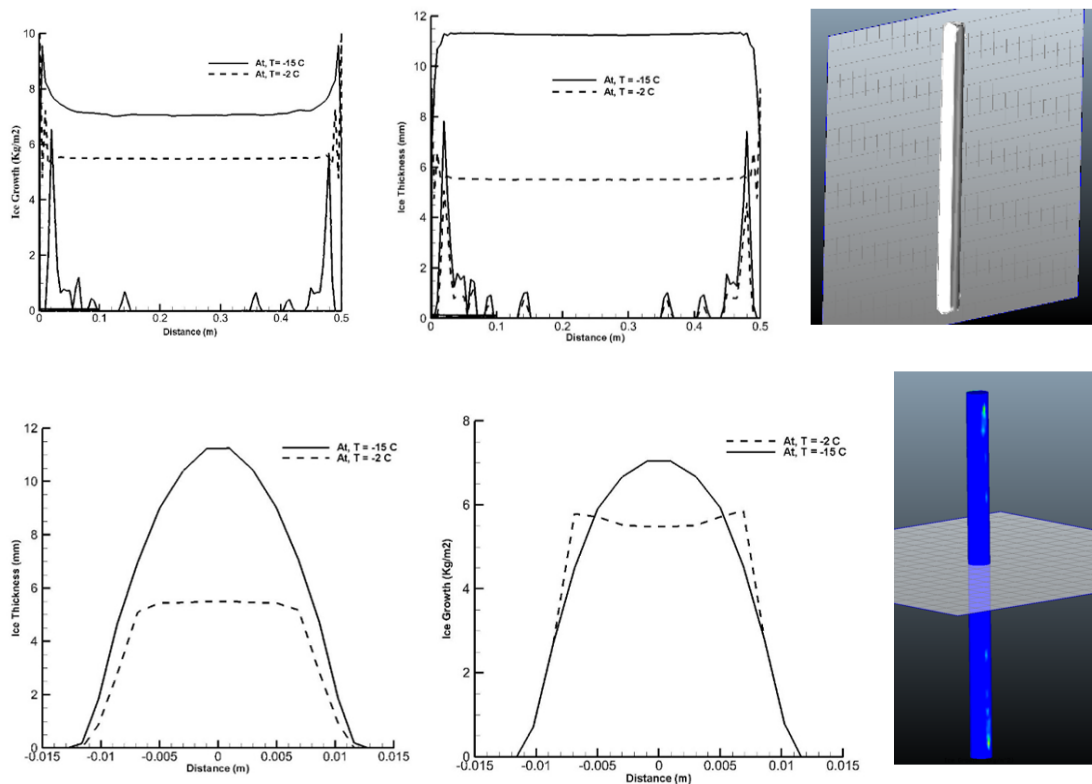 10
8
6
4
2
0
Ice Growth (Kg/m2)
At, T= -15 C
At, T= -2 C
0 0.1 0.2 0.3 0.4 0.5
Distance (m)
12
10
8
6
4
2
0
Ice Thickness (mm)
At, T= -15 C
At, T= -2 C
0 0.1 0.2 0.3 0.4 0.5
Distance (m)
12
10
8
6
4
2
0
Ice Thickness (mm)
At, T = -15 C
At, T= -2 C
-0.015 -0.01 -0.005 0 0.005 0.01 0.015
Distance (m)
8
6
4
2
0
Ice Growth (Kg/m2)
At, T= -2 C
At, T = -15 C
-0.015 -0.01 -0.005 0 0.005 0.01 0.015
Distance (m)